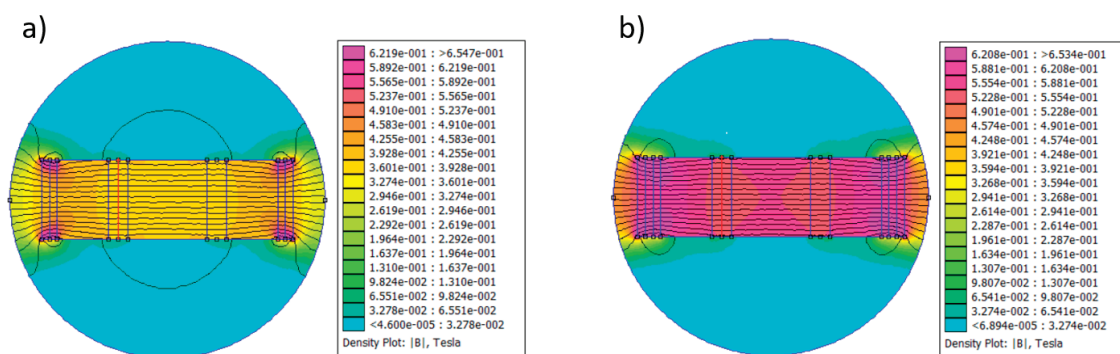 a)
6.219e-001 : >6.547e-001
5.892e-001 : 6.219e-001
5.565e-001 : 5.892e-001
5.237e-001 : 5.565e-001
4.910e-001 : 5.237e-001
4.583e-001 : 4.910e-001
4.255e-001 : 4.583e-001
3.928e-001 : 4.255e-001
3.601e-001 : 3.928e-001
3.274e-001 : 3.601e-001
2.946e-001 : 3.274e-001
2.619e-001 : 2.946e-001
2.292e-001 : 2.619e-001
1.964e-001 : 2.292e-001
1.637e-001 : 1.964e-001
1.310e-001 : 1.637e-001
9.824e-002 : 1.310e-001
6.551e-002 : 9.824e-002
3.278e-002 : 6.551e-002
<4.600e-005 : 3.278e-002
Density Plot: |B|, Tesla
b)
6.208e-001 : >6.534e-001
5.881e-001 : 6.208e-001
5.554e-001 : 5.881e-001
5.228e-001 : 5.554e-001
4.901e-001 : 5.228e-001
4.574e-001 : 4.901e-001
4.248e-001 : 4.574e-001
3.921e-001 : 4.248e-001
3.594e-001 : 3.921e-001
3.268e-001 : 3.594e-001
2.941e-001 : 3.268e-001
2.614e-001 : 2.941e-001
2.287e-001 : 2.614e-001
1.961e-001 : 2.287e-001
1.634e-001 : 1.961e-001
1.307e-001 : 1.634e-001
9.807e-002 : 1.307e-001
6.541e-002 : 9.807e-002
3.274e-002 : 6.541e-002
<6.894e-005 : 3.274e-002
Density Plot: |B|, Tesla